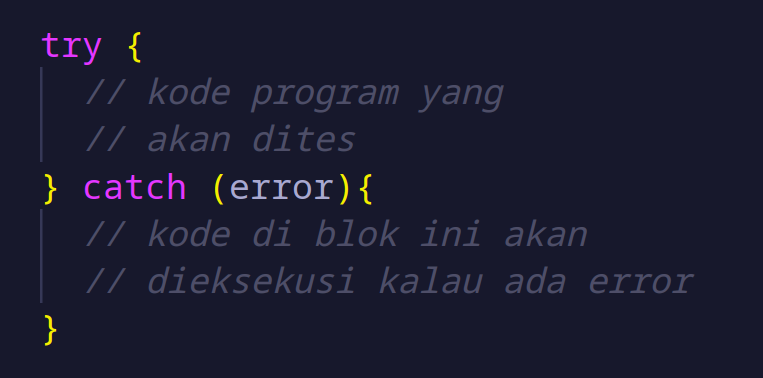 try {
  // kode program yang
  // akan dites
} catch (error){
  // kode di blok ini akan
  // dieksekusi kalau ada error
}